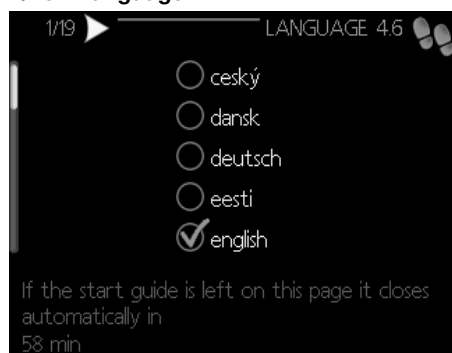 1/19 LANGUAGE 4.6
ceský
dansk
deutsch
eesti
english
If the start guide is left on this page it closes
automatically in
58 min